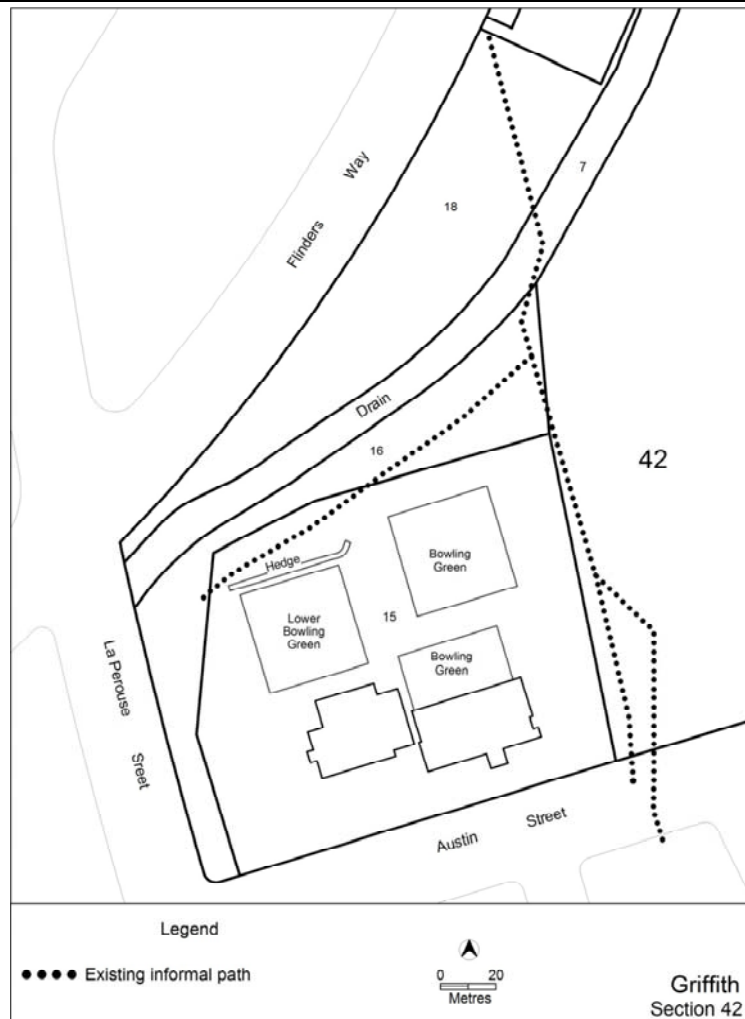 Flinders
Way
18
7
Drain
16
42
Hedge
Bowling
Green
Lower
Bowling
Green
15
Bowling
Green
La Perouse
Sreet
Austin
Street
Legend
Existing informal path
0 20
Metres
Griffith
Section 42